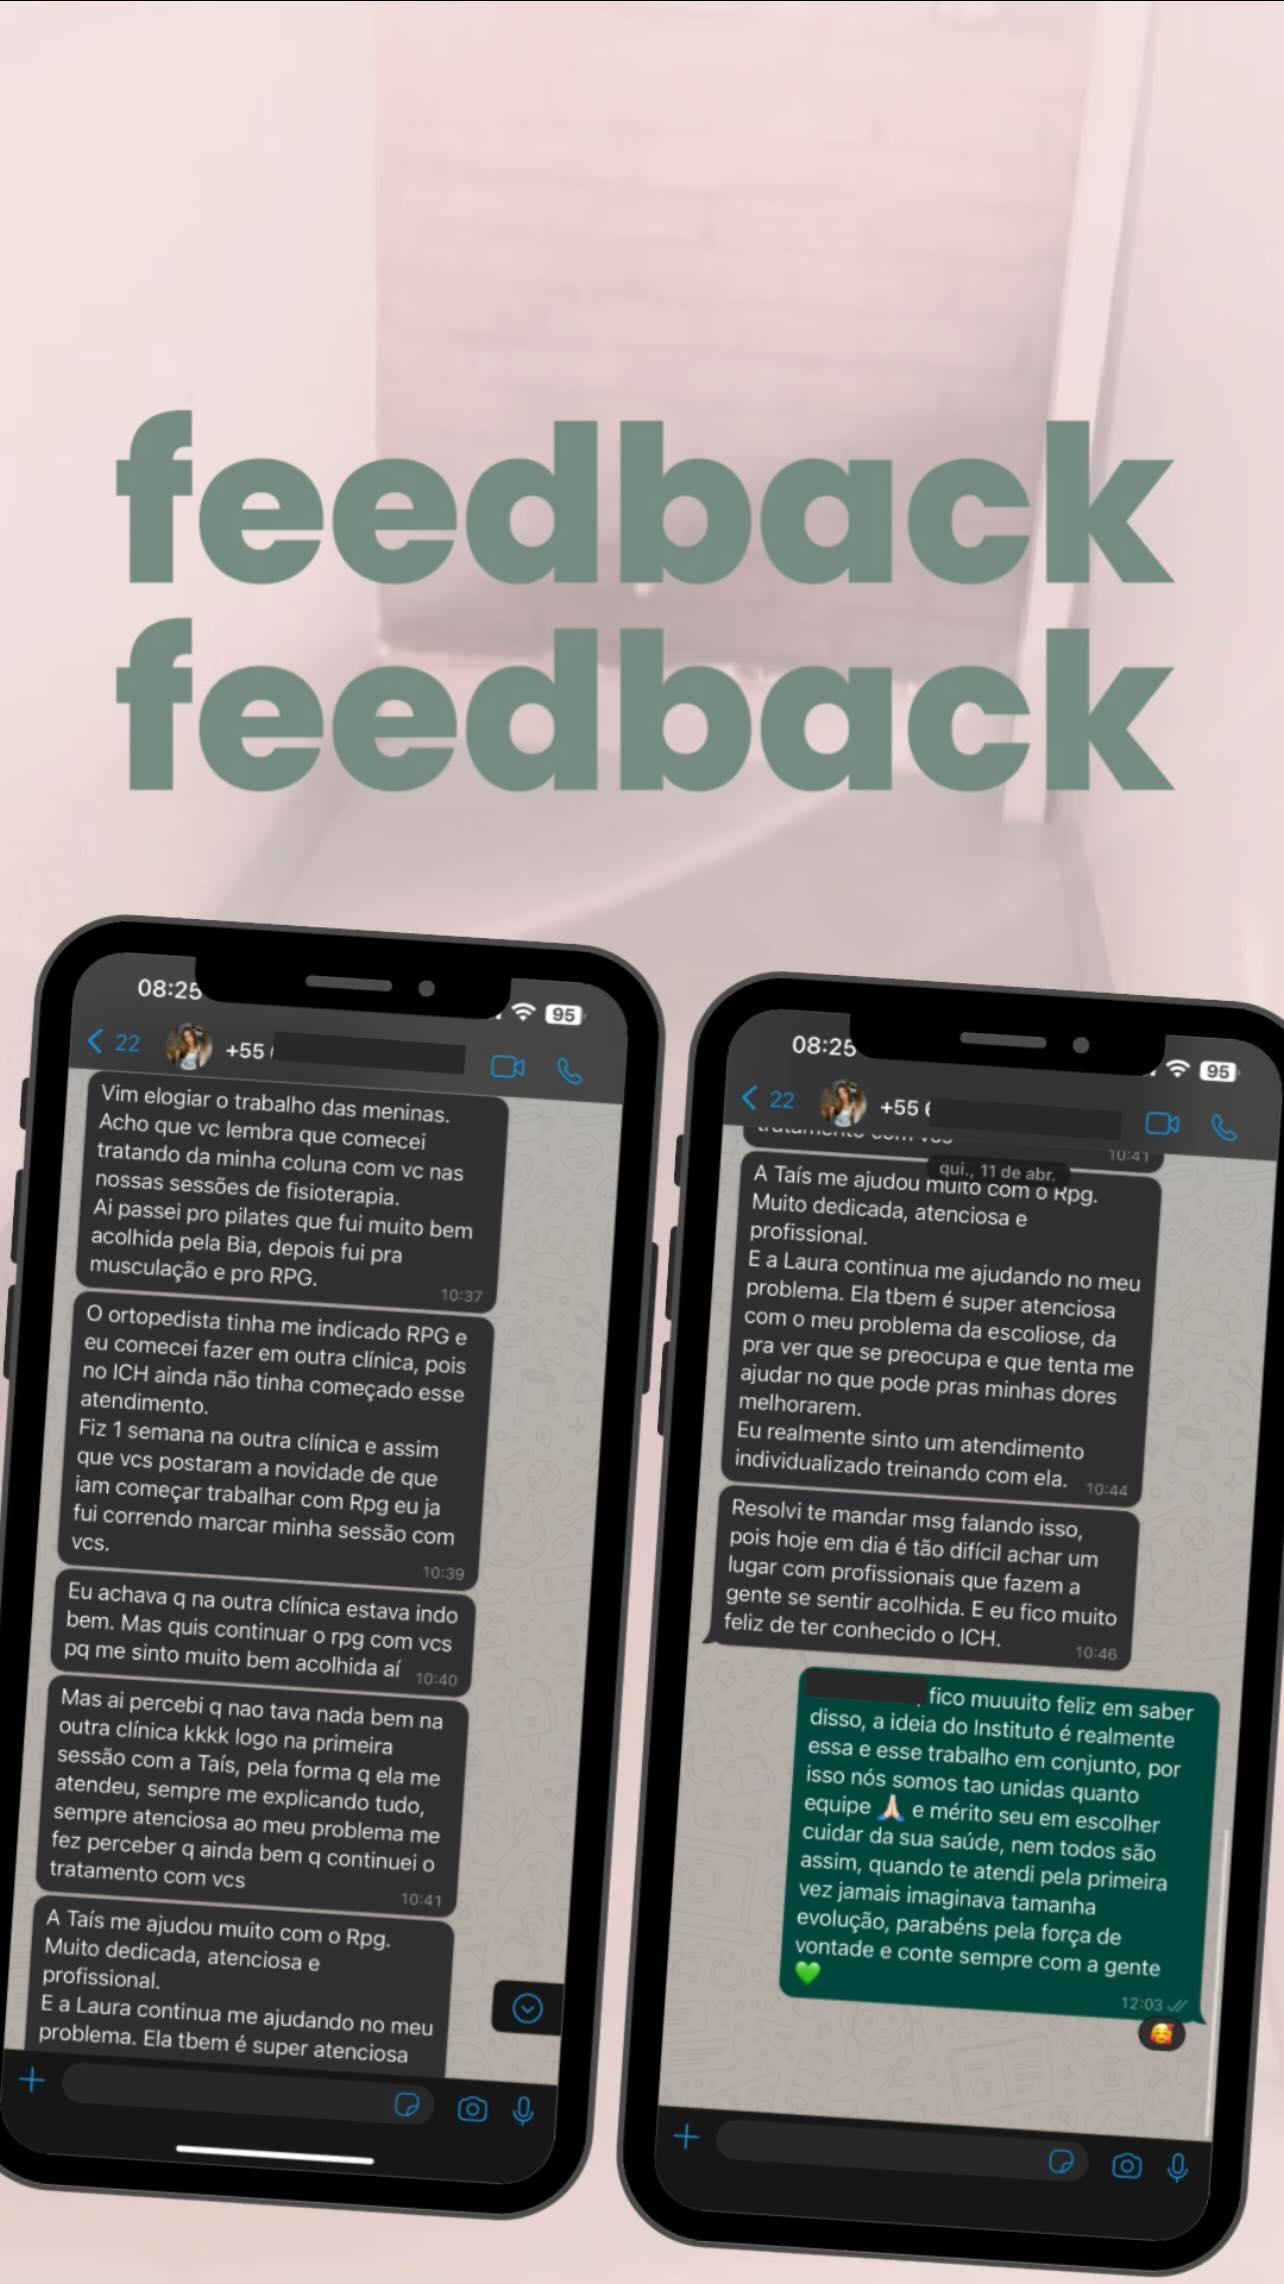 feedback
feedback
08:25
95
22
+55
Vim elogiar o trabalho das meninas.
Acho que vc lembra que comecei
tratando da minha coluna com vc nas
nossas sessões de fisioterapia.
Ai passei pro pilates que fui muito bem
acolhida pela Bia, depois fui pra
musculação e pro RPG.
10:37
O ortopedista tinha me indicado RPG e
eu comecei fazer em outra clínica, pois
no ICH ainda não tinha começado esse
atendimento.
Fiz 1 semana na outra clínica e assim
que vcs postaram a novidade de que
iam começar trabalhar com Rpg eu ja
fui correndo marcar minha sessão com
vcs.
10:39
Eu achava q na outra clínica estava indo
bem. Mas quis continuar o rpg com vcs
pq me sinto muito bem acolhida aí
10:40
Mas ai percebi q nao tava nada bem na
outra clínica kkkk logo na primeira
sessão com a Taís, pela forma q ela me
atendeu, sempre me explicando tudo,
sempre atenciosa ao meu problema me
fez perceber q ainda bem q continuei o
tratamento com vcs
10:41
A Taís me ajudou muito com o Rpg.
Muito dedicada, atenciosa e
profissional.
E a Laura continua me ajudando no meu
problema. Ela tbem é super atenciosa
08:25
95
22
+55
tratamento com vcs
10:41
qui., 11 de abr.
A Taís me ajudou muito com o Rpg.
Muito dedicada, atenciosa e
profissional.
E a Laura continua me ajudando no meu
problema. Ela tbem é super atenciosa
com o meu problema da escoliose, da
pra ver que se preocupa e que tenta me
ajudar no que pode pras minhas dores
melhorarem.
Eu realmente sinto um atendimento
individualizado treinando com ela.
10:44
Resolvi te mandar msg falando isso,
pois hoje em dia é tão difícil achar um
lugar com profissionais que fazem a
gente se sentir acolhida. E eu fico muito
feliz de ter conhecido o ICH.
10:46
, fico muuuito feliz em saber
disso, a ideia do Instituto é realmente
essa e esse trabalho em conjunto, por
isso nós somos tao unidas quanto
equipe 🙏🏻 e mérito seu em escolher
cuidar da sua saúde, nem todos são
assim, quando te atendi pela primeira
vez jamais imaginava tamanha
evolução, parabéns pela força de
vontade e conte sempre com a gente
💚
12:03